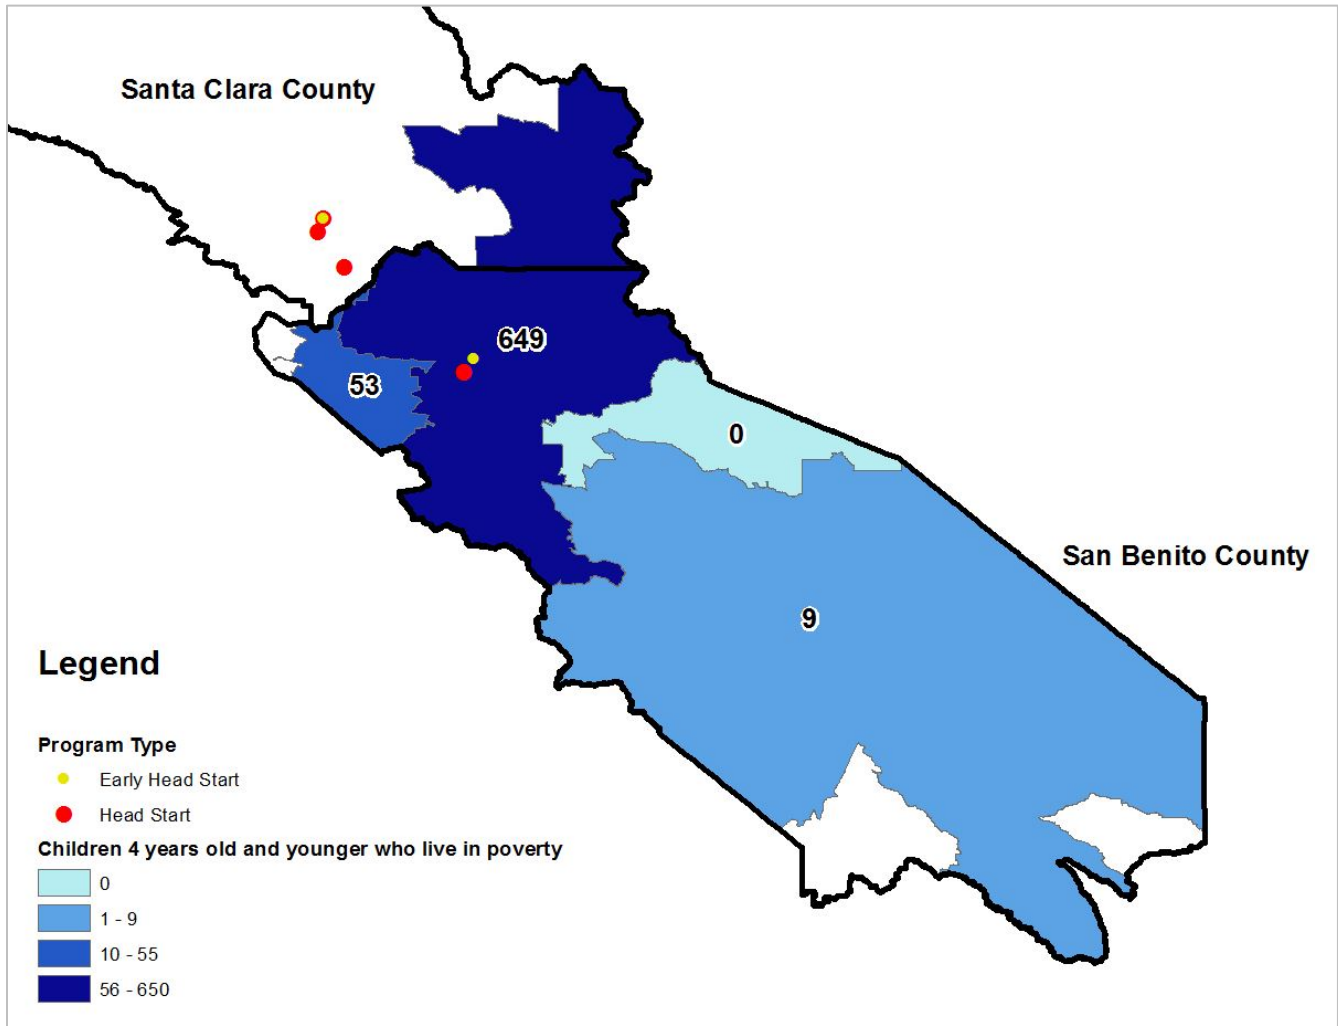 Santa Clara County
649
53
0
San Benito County
9
Legend
Program Type
Early Head Start
Head Start
Children 4 years old and younger who live in poverty
0
1 - 9
10 - 55
56 - 650